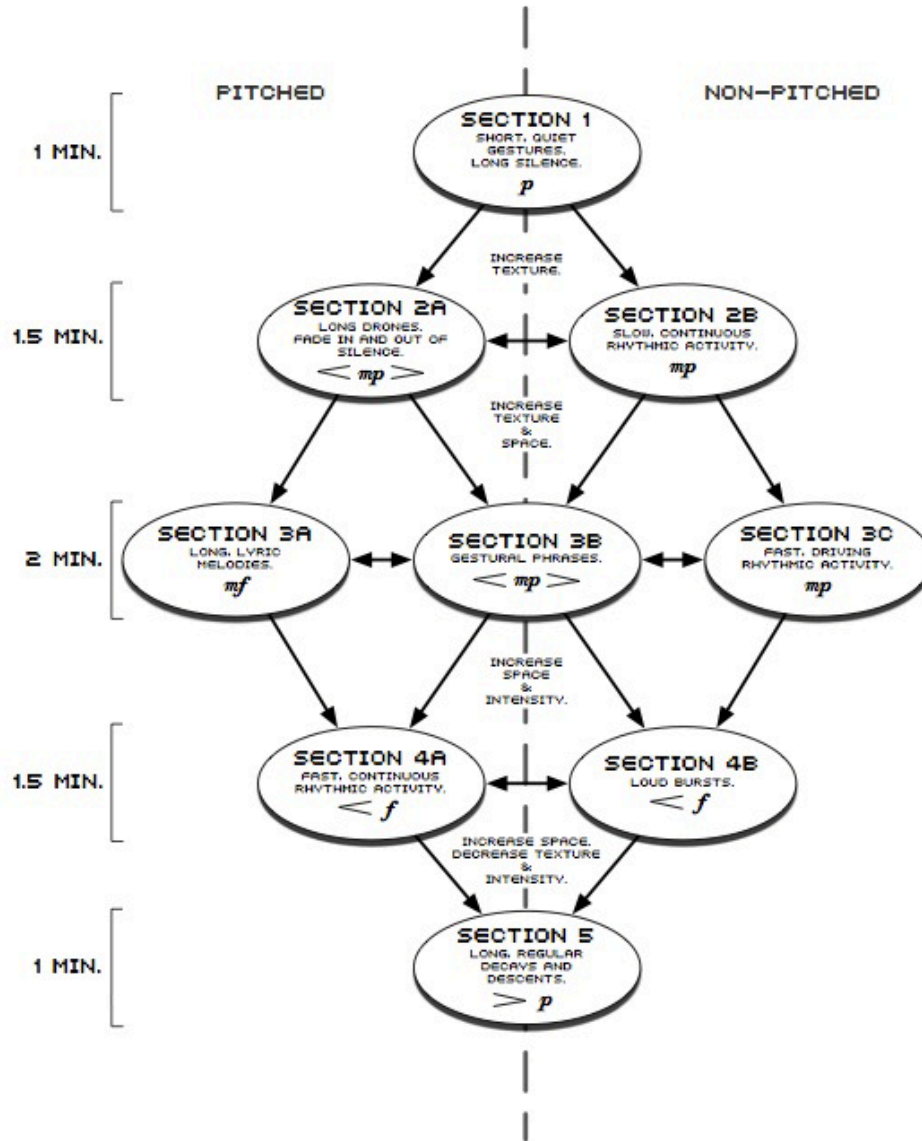 PITCHED
NON-PITCHED
1 MIN.
SECTION 1
SHORT, QUIET
GESTURES.
LONG SILENCE.
p
INCREASE
TEXTURE.
1.5 MIN.
SECTION 2A
LONG DRONES.
FADE IN AND OUT OF
SILENCE.
< mp >
SECTION 2B
SLOW, CONTINUOUS
RHYTHMIC ACTIVITY.
mp
INCREASE
TEXTURE
&
SPACE.
2 MIN.
SECTION 3A
LONG, LYRIC
MELODIES.
mf
SECTION 3B
GESTURAL PHRASES.
< mp >
SECTION 3C
FAST, DRIVING
RHYTHMIC ACTIVITY.
mp
INCREASE
SPACE
&
INTENSITY.
1.5 MIN.
SECTION 4A
FAST, CONTINUOUS
RHYTHMIC ACTIVITY.
< f
SECTION 4B
LOUD BURSTS.
< f
INCREASE SPACE.
DECREASE TEXTURE
&
INTENSITY.
1 MIN.
SECTION 5
LONG, REGULAR
DECAYS AND
DESCENTS.
> p